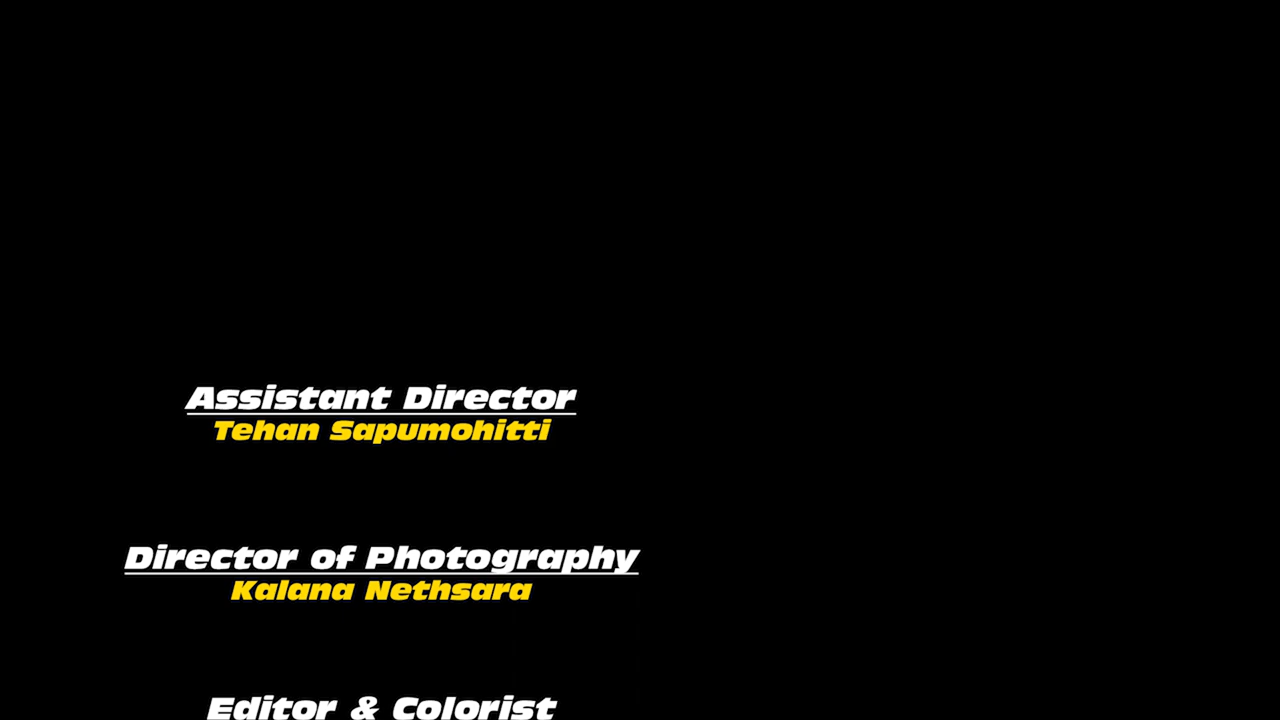 Assistant Director
Tehan Sapumohitti
Director of Photography
Kalana Nethsara
Editor & Colorist